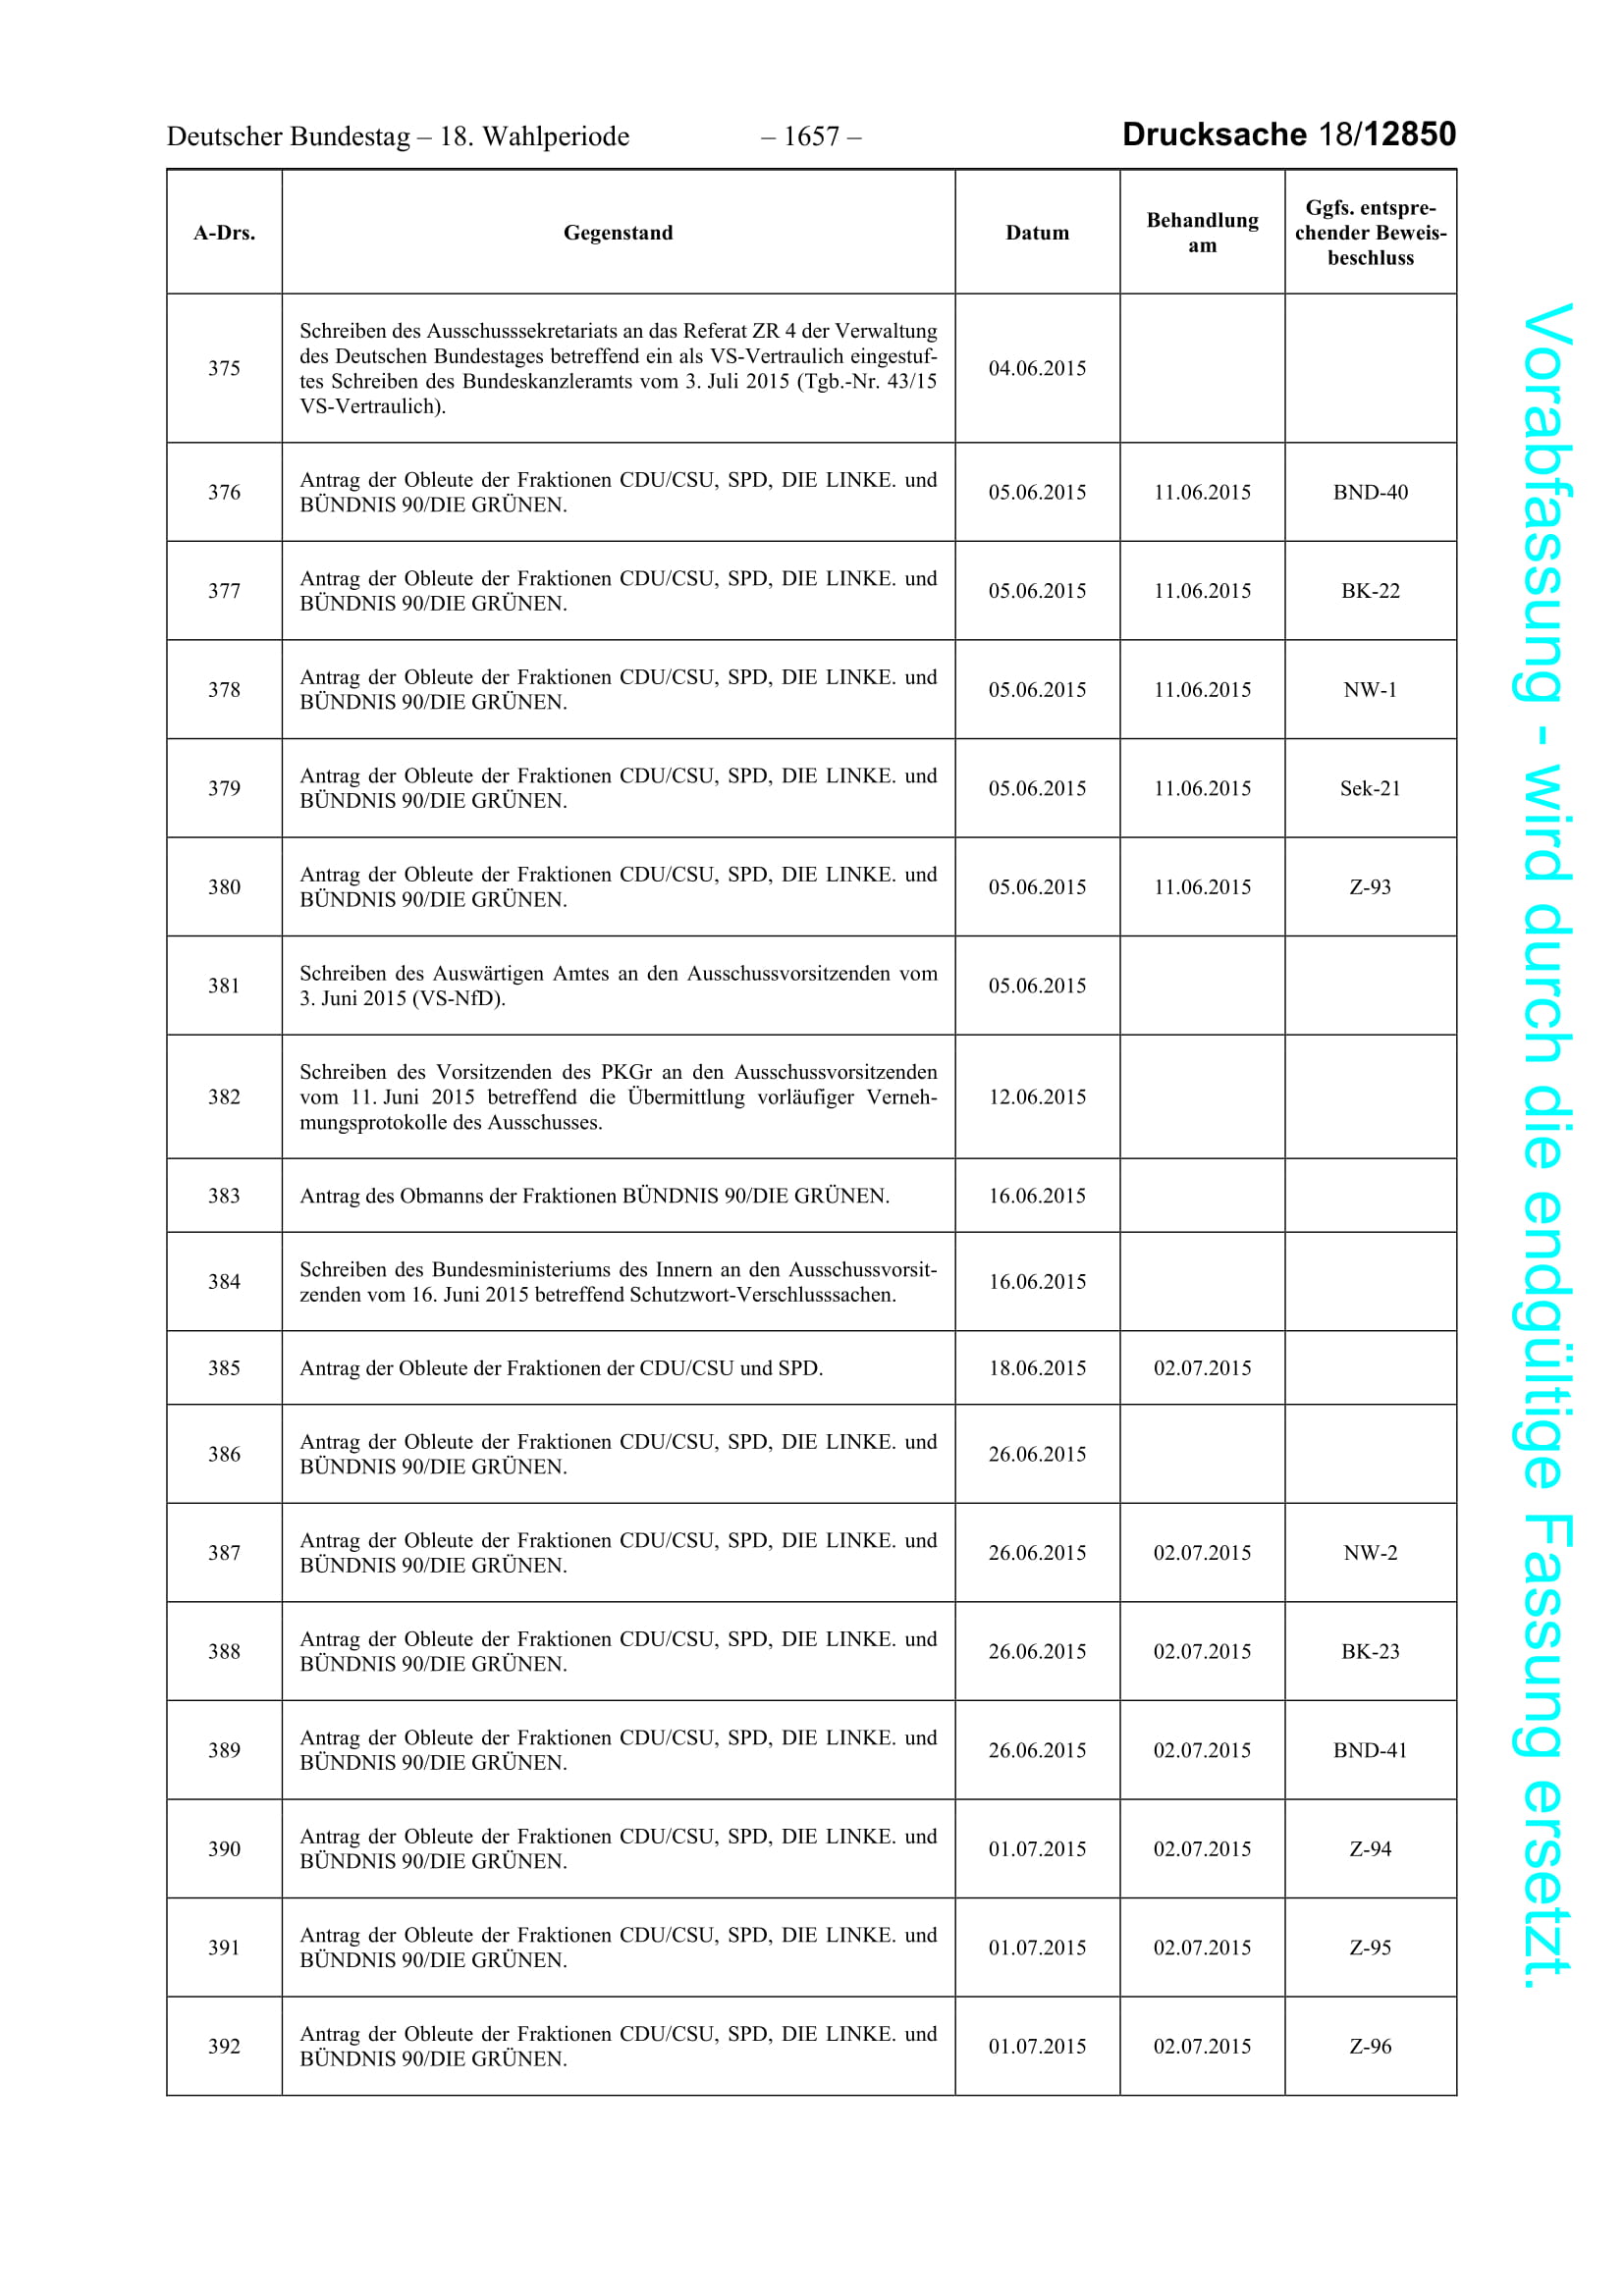 Deutscher Bundestag – 18. Wahlperiode – 1657 – Drucksache 18/12850
A-Drs. Gegenstand Datum Behandlung am Ggfs. entspre-
chender Beweis-
beschluss
375 Schreiben des Ausschusssekretariats an das Referat ZR 4 der Verwaltung
des Deutschen Bundestages betreffend ein als VS-Vertraulich eingestuf-
tes Schreiben des Bundeskanzleramts vom 3. Juli 2015 (Tgb.-Nr. 43/15
VS-Vertraulich). 04.06.2015
376 Antrag der Obleute der Fraktionen CDU/CSU, SPD, DIE LINKE. und
BÜNDNIS 90/DIE GRÜNEN. 05.06.2015 11.06.2015 BND-40
377 Antrag der Obleute der Fraktionen CDU/CSU, SPD, DIE LINKE. und
BÜNDNIS 90/DIE GRÜNEN. 05.06.2015 11.06.2015 BK-22
378 Antrag der Obleute der Fraktionen CDU/CSU, SPD, DIE LINKE. und
BÜNDNIS 90/DIE GRÜNEN. 05.06.2015 11.06.2015 NW-1
379 Antrag der Obleute der Fraktionen CDU/CSU, SPD, DIE LINKE. und
BÜNDNIS 90/DIE GRÜNEN. 05.06.2015 11.06.2015 Sek-21
380 Antrag der Obleute der Fraktionen CDU/CSU, SPD, DIE LINKE. und
BÜNDNIS 90/DIE GRÜNEN. 05.06.2015 11.06.2015 Z-93
381 Schreiben des Auswärtigen Amtes an den Ausschussvorsitzenden vom
3. Juni 2015 (VS-NfD). 05.06.2015
382 Schreiben des Vorsitzenden des PKGr an den Ausschussvorsitzenden
vom 11. Juni 2015 betreffend die Übermittlung vorläufiger Verneh-
mungsprotokolle des Ausschusses. 12.06.2015
383 Antrag des Obmanns der Fraktionen BÜNDNIS 90/DIE GRÜNEN. 16.06.2015
384 Schreiben des Bundesministeriums des Innern an den Ausschussvorsit-
zenden vom 16. Juni 2015 betreffend Schutzwort-Verschlusssachen. 16.06.2015
385 Antrag der Obleute der Fraktionen der CDU/CSU und SPD. 18.06.2015 02.07.2015
386 Antrag der Obleute der Fraktionen CDU/CSU, SPD, DIE LINKE. und
BÜNDNIS 90/DIE GRÜNEN. 26.06.2015
387 Antrag der Obleute der Fraktionen CDU/CSU, SPD, DIE LINKE. und
BÜNDNIS 90/DIE GRÜNEN. 26.06.2015 02.07.2015 NW-2
388 Antrag der Obleute der Fraktionen CDU/CSU, SPD, DIE LINKE. und
BÜNDNIS 90/DIE GRÜNEN. 26.06.2015 02.07.2015 BK-23
389 Antrag der Obleute der Fraktionen CDU/CSU, SPD, DIE LINKE. und
BÜNDNIS 90/DIE GRÜNEN. 26.06.2015 02.07.2015 BND-41
390 Antrag der Obleute der Fraktionen CDU/CSU, SPD, DIE LINKE. und
BÜNDNIS 90/DIE GRÜNEN. 01.07.2015 02.07.2015 Z-94
391 Antrag der Obleute der Fraktionen CDU/CSU, SPD, DIE LINKE. und
BÜNDNIS 90/DIE GRÜNEN. 01.07.2015 02.07.2015 Z-95
392 Antrag der Obleute der Fraktionen CDU/CSU, SPD, DIE LINKE. und
BÜNDNIS 90/DIE GRÜNEN. 01.07.2015 02.07.2015 Z-96
Vorabfassung - wird durch die endgültige Fassung ersetzt.